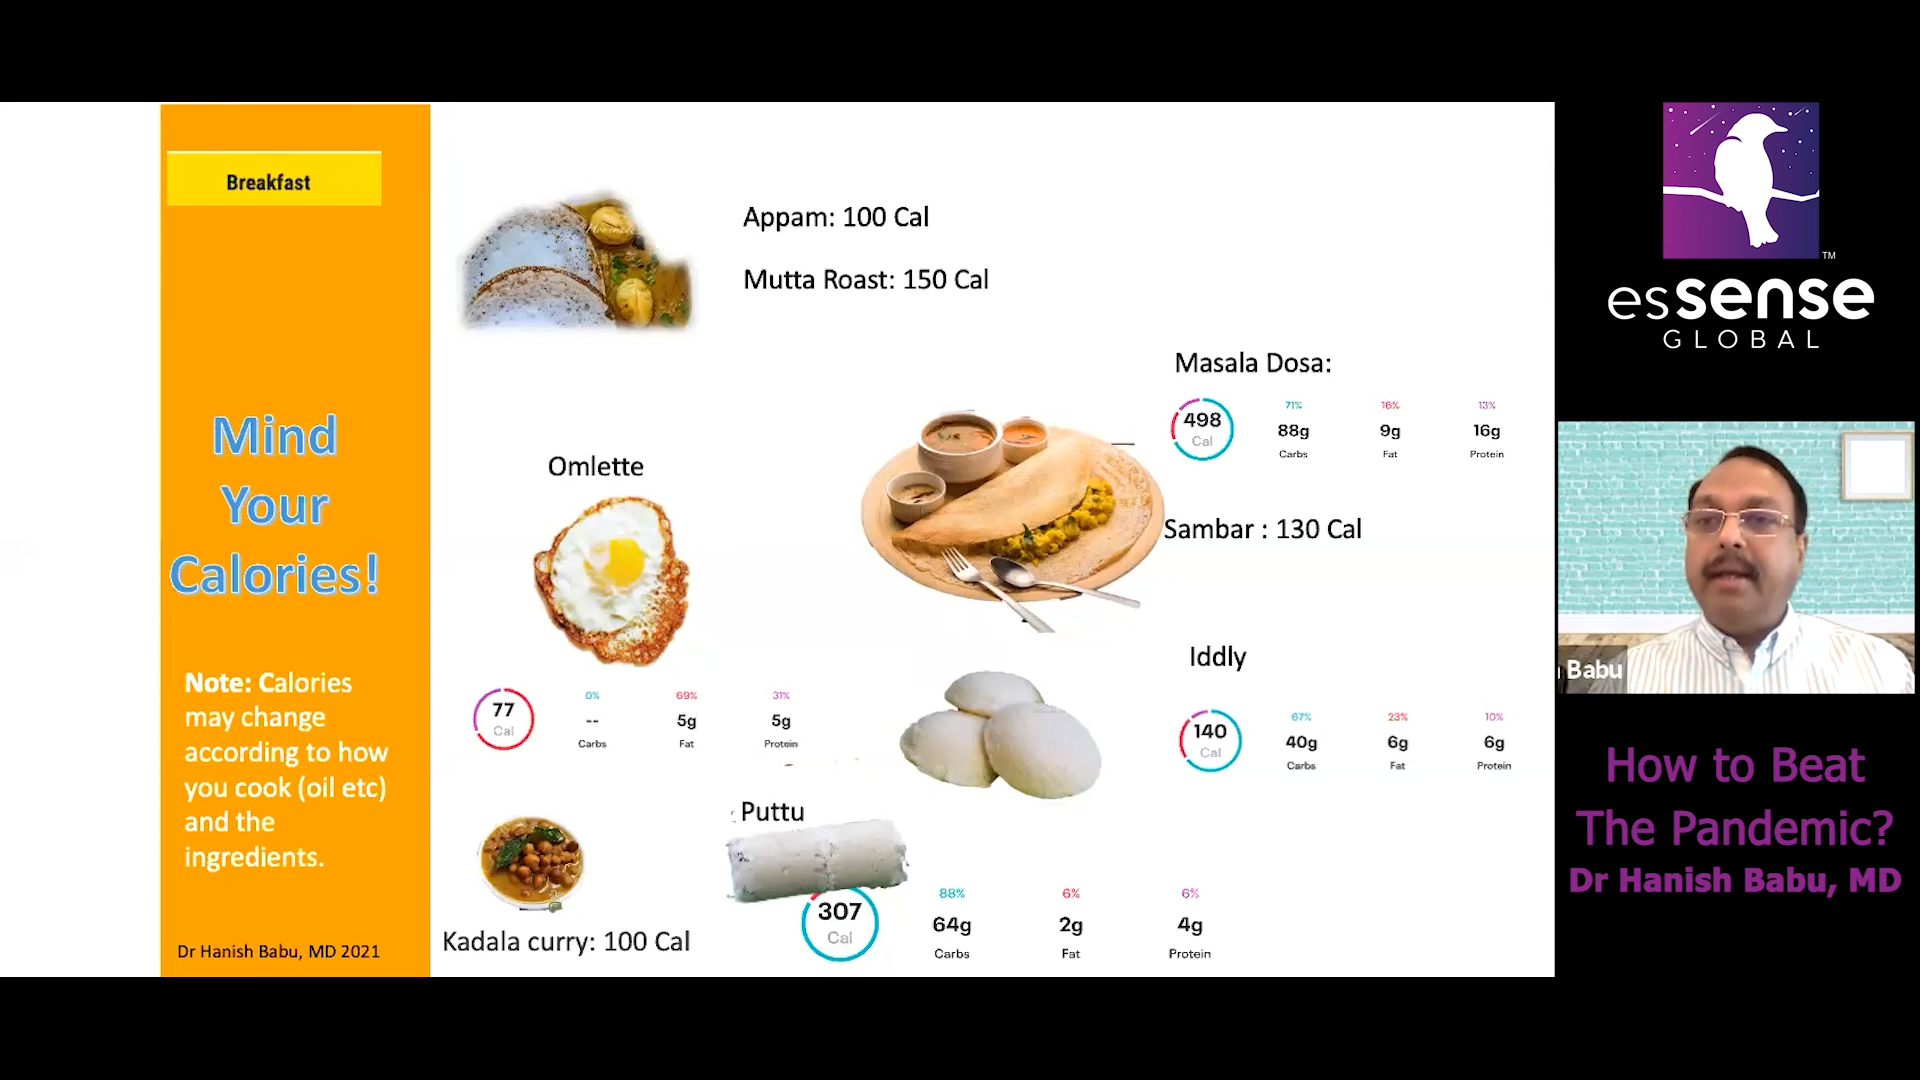 Breakfast
Mind
Your
Calories!
Note: Calories
may change
according to how
you cook (oil etc)
and the
ingredients.
Dr Hanish Babu, MD 2021
Appam: 100 Cal
Mutta Roast: 150 Cal
Masala Dosa:
498
Cal
71% 16% 13%
88g 9g 16g
Carbs Fat Protein
Sambar : 130 Cal
Omlette
77
Cal
0% 69% 31%
-- 5g 5g
Carbs Fat Protein
Iddly
140
Cal
67% 23% 10%
40g 6g 6g
Carbs Fat Protein
Kadala curry: 100 Cal
Puttu
307
Cal
88% 6% 6%
64g 2g 4g
Carbs Fat Protein
TM
esSENSE
GLOBAL
Babu
How to Beat
The Pandemic?
Dr Hanish Babu, MD